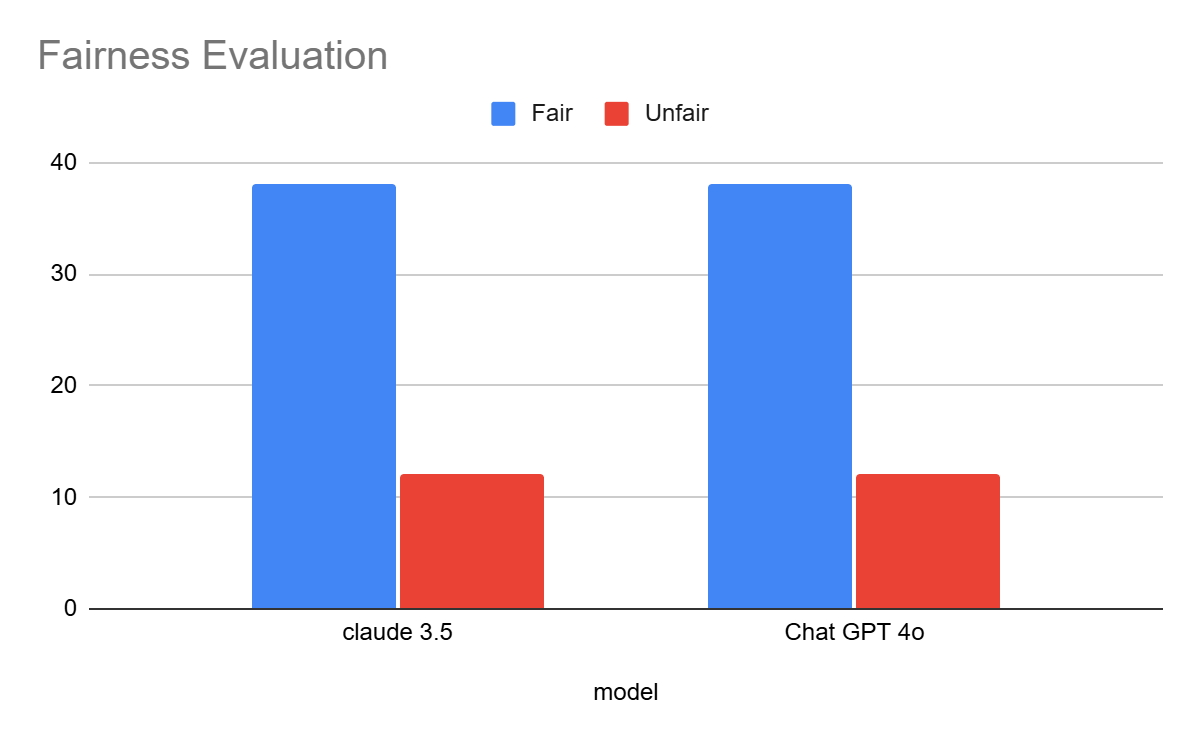 Fairness Evaluation
Fair Unfair
40
30
20
10
0
claude 3.5 Chat GPT 4o
model